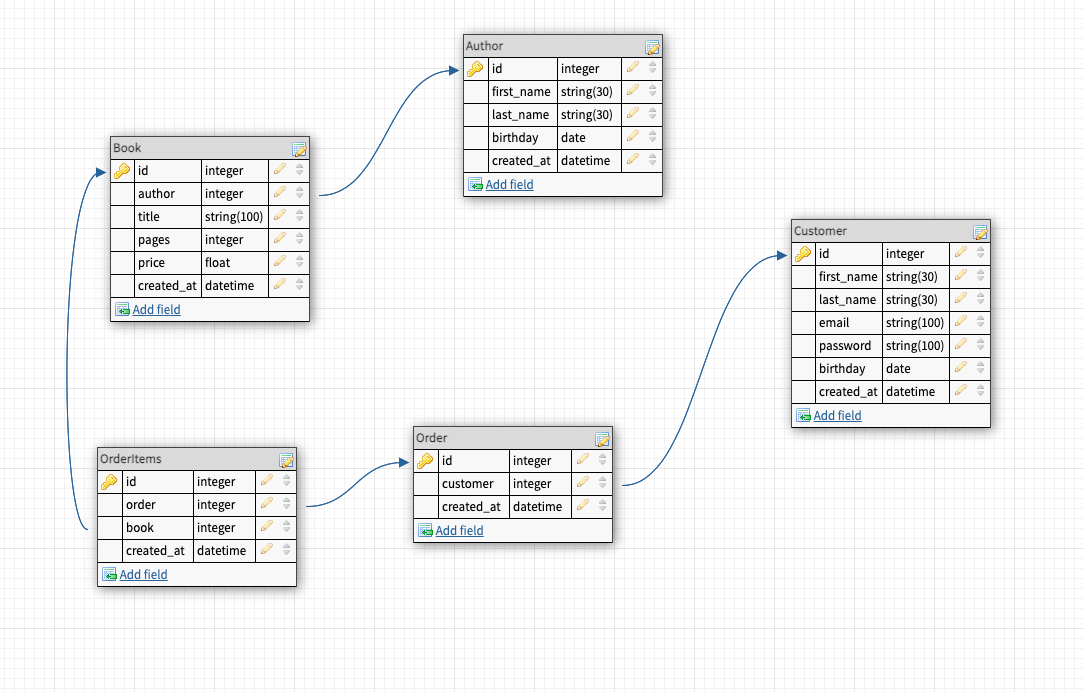 Author
id integer
first_name string(30)
last_name string(30)
birthday date
created_at datetime
Add field
Book
id integer
author integer
title string(100)
pages integer
price float
created_at datetime
Add field
Customer
id integer
first_name string(30)
last_name string(30)
email string(100)
password string(100)
birthday date
created_at datetime
Add field
Order
id integer
customer integer
created_at datetime
Add field
OrderItems
id integer
order integer
book integer
created_at datetime
Add field